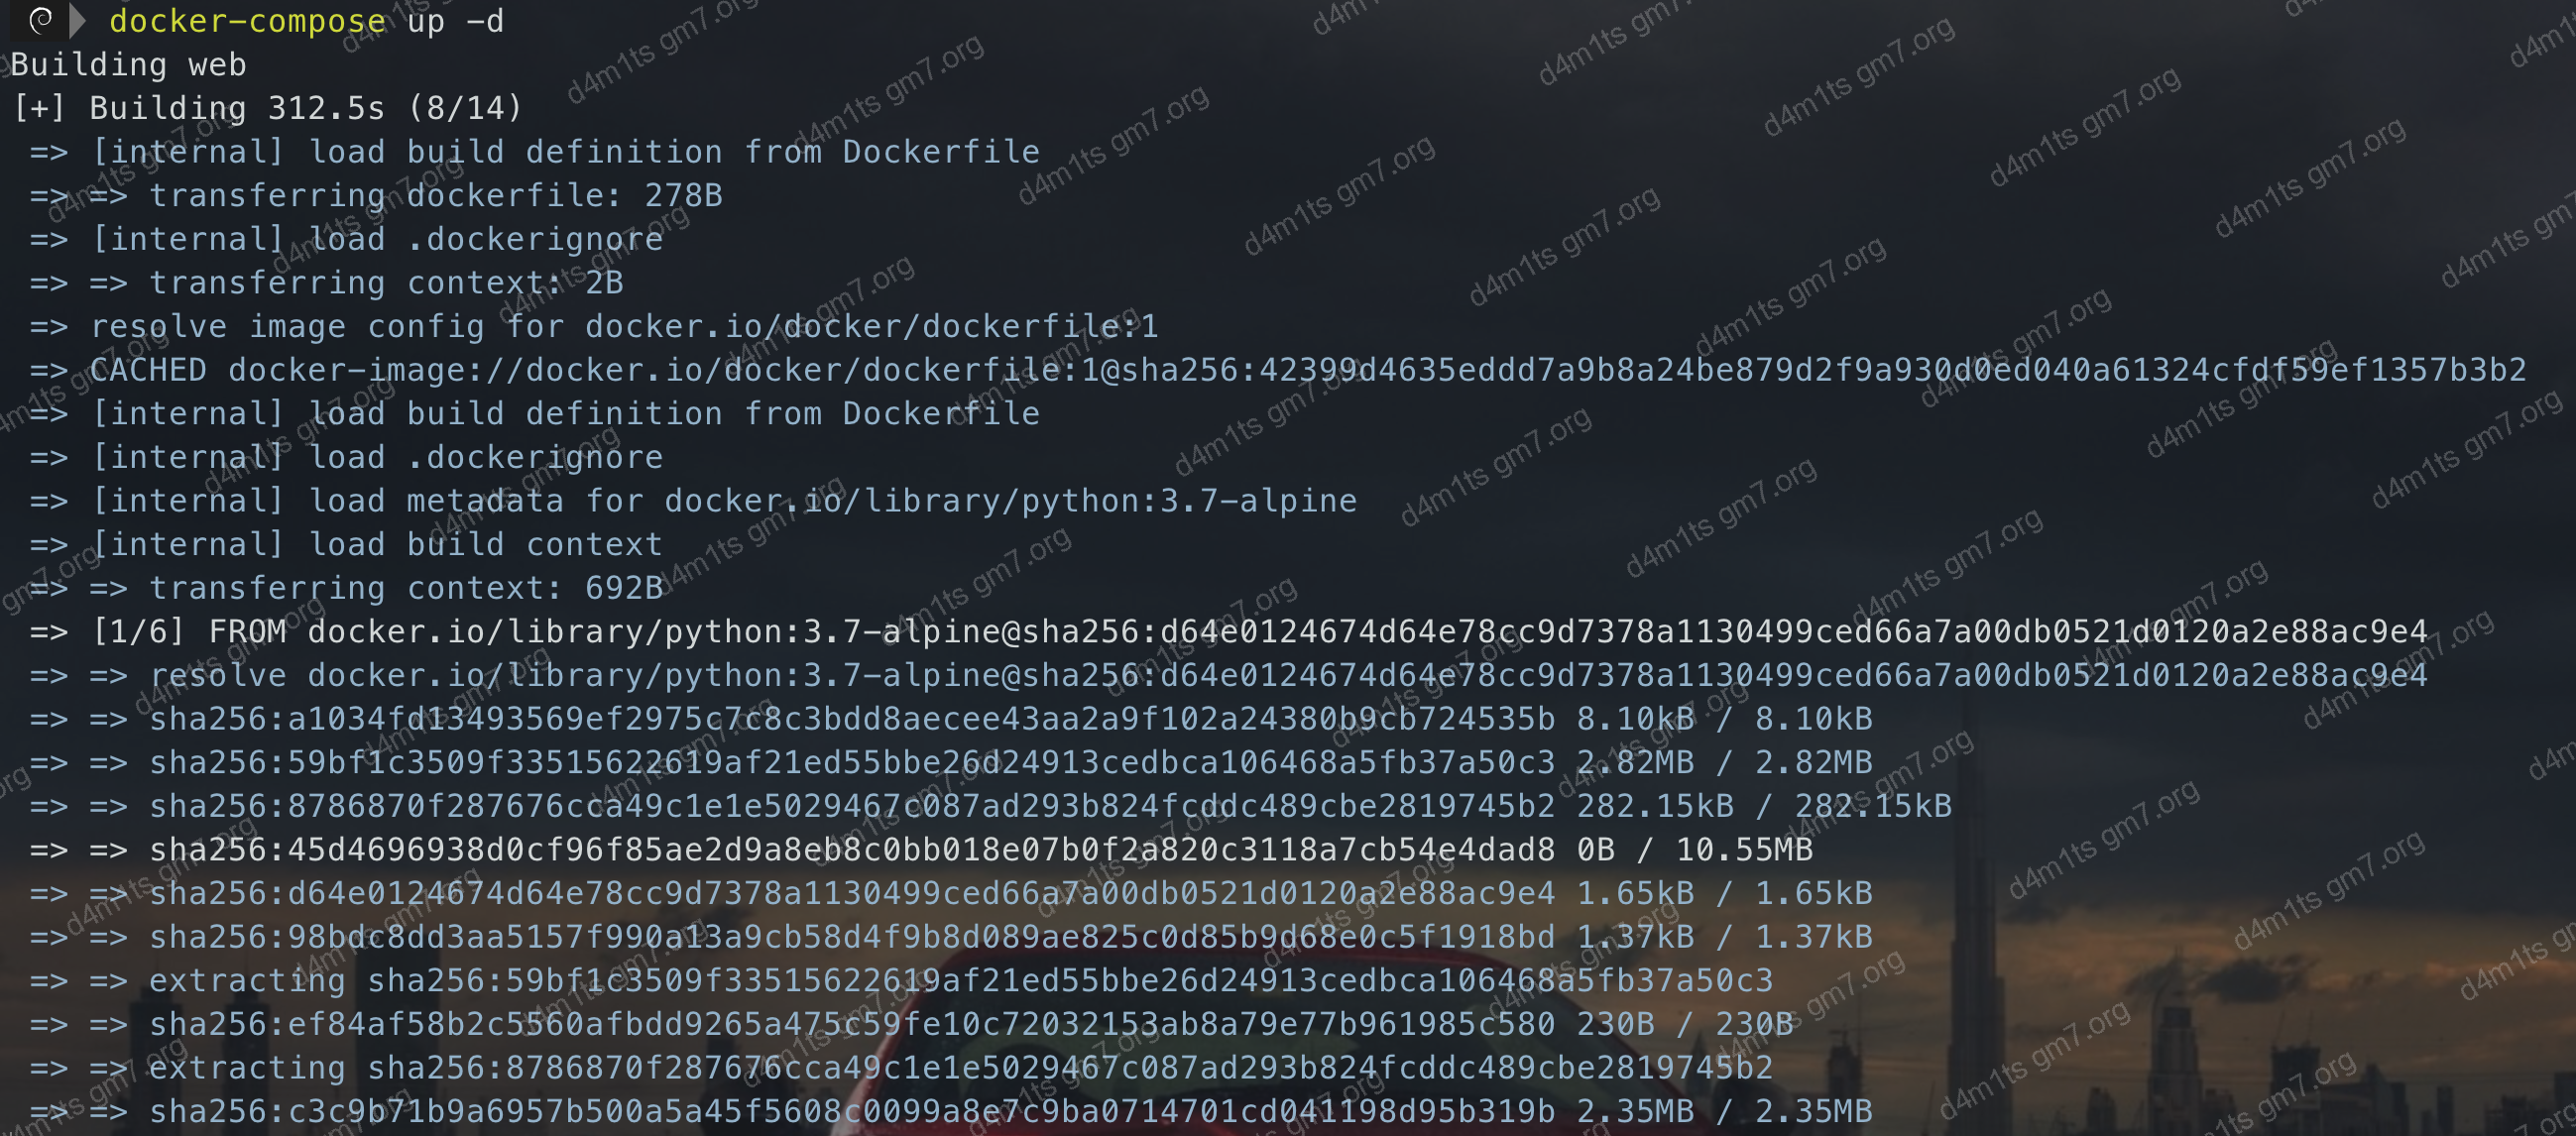 docker-compose up -d
Building web
[+] Building 312.5s (8/14)
=> [internal] load build definition from Dockerfile
=> => transferring dockerfile: 278B
=> [internal] load .dockerignore
=> => transferring context: 2B
=> resolve image config for docker.io/docker/dockerfile:1
=> CACHED docker-image://docker.io/docker/dockerfile:1@sha256:42399d4635eddd7a9b8a24be879d2f9a930d0ed040a61324cfdf59ef1357b3b2
=> [internal] load build definition from Dockerfile
=> [internal] load .dockerignore
=> [internal] load metadata for docker.io/library/python:3.7-alpine
=> [internal] load build context
=> => transferring context: 692B
=> [1/6] FROM docker.io/library/python:3.7-alpine@sha256:d64e0124674d64e78cc9d7378a1130499ced66a7a00db0521d0120a2e88ac9e4
=> => resolve docker.io/library/python:3.7-alpine@sha256:d64e0124674d64e78cc9d7378a1130499ced66a7a00db0521d0120a2e88ac9e4
=> => sha256:a1034fd13493569ef2975c7c8c3bdd8aecee43aa2a9f102a24380b9cb724535b 8.10kB / 8.10kB
=> => sha256:59bf1c3509f33515622619af21ed55bbe26d24913cedbca106468a5fb37a50c3 2.82MB / 2.82MB
=> => sha256:8786870f287676cca49c1e1e5029467c087ad293b824fcddc489cbe2819745b2 282.15kB / 282.15kB
=> => sha256:45d4696938d0cf96f85ae2d9a8eb8c0bb018e07b0f2a820c3118a7cb54e4dad8 0B / 10.55MB
=> => sha256:d64e0124674d64e78cc9d7378a1130499ced66a7a00db0521d0120a2e88ac9e4 1.65kB / 1.65kB
=> => sha256:98bdc8dd3aa5157f990a13a9cb58d4f9b8d089ae825c0d85b9d68e0c5f1918bd 1.37kB / 1.37kB
=> => extracting sha256:59bf1c3509f33515622619af21ed55bbe26d24913cedbca106468a5fb37a50c3
=> => sha256:ef84af58b2c5560afbdd9265a475f59fe10c72032153ab8a79e77b961985c580 230B / 230B
=> => extracting sha256:8786870f287676cca49c1e1e5029467c087ad293b824fcddc489cbe2819745b2
=> => sha256:c3c9b71b9a6957b500a5a45f5608c0099a8e7c9ba0714701cd041198d95b319b 2.35MB / 2.35MB
d4m1ts gm7.org